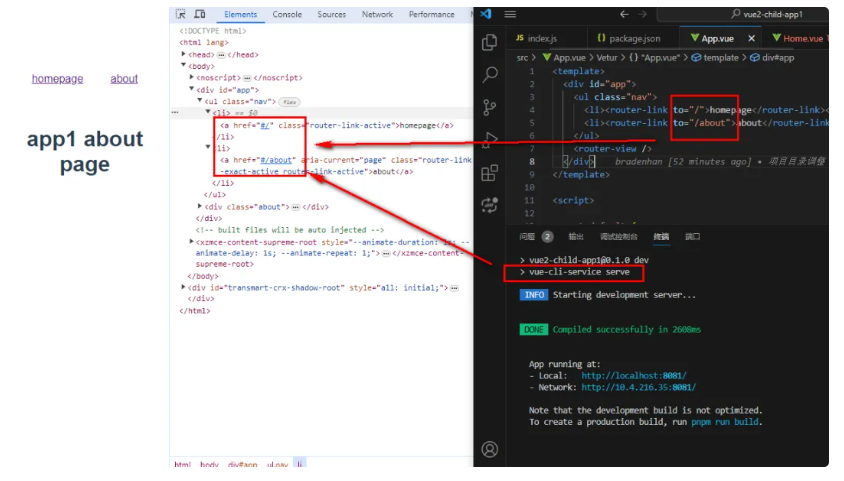 homepage about
app1 about
page
Elements Console Sources Network Performance
<!DOCTYPE html>
<html lang>
<head> … </head>
<body>
<noscript> … </noscript>
<div id="app">
<ul class="nav"> flex
<li> == $0
<a href="#/" class="router-link-active">homepage</a>
</li>
<li>
<a href="#/about" aria-current="page" class="router-link
-exact-active router-link-active">about</a>
</li>
</ul>
<div class="about"> … </div>
</div>
<!-- built files will be auto injected -->
<xzmce-content-supreme-root style="--animate-duration: 1s; --
animate-delay: 1s; --animate-repeat: 1;"> … </xzmce-content-
supreme-root>
</body>
<div id="transmart-crx-shadow-root" style="all: initial;"> …
</div>
</html>
html body div#app ul.nav li
vue2-child-app1
JS index.js {} package.json App.vue × Home.vue 1
src > App.vue > Vetur > {} "App.vue" > template > div#app
1 <template>
2 <div id="app">
3 <ul class="nav">
4 <li><router-link to="/">homepage</router-link><
5 <li><router-link to="/about">about</router-link>
6 </ul>
7 <router-view />
8 </div> bradenhan [52 minutes ago] • 项目目录调整
9 </template>
10
11 <script>
12
问题 2 输出 调试控制台 终端 端口
> vue2-child-app1@0.1.0 dev
> vue-cli-service serve
INFO Starting development server...
DONE Compiled successfully in 2608ms
App running at:
- Local: http://localhost:8081/
- Network: http://10.4.216.35:8081/
Note that the development build is not optimized.
To create a production build, run pnpm run build.